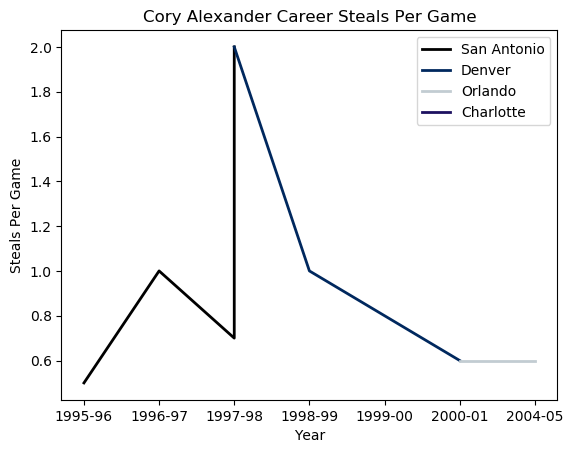 Cory Alexander Career Steals Per Game
San Antonio
Denver
Orlando
Charlotte
2.0
1.8
1.6
1.4
1.2
1.0
0.8
0.6
Steals Per Game
1995-96 1996-97 1997-98 1998-99 1999-00 2000-01 2004-05
Year